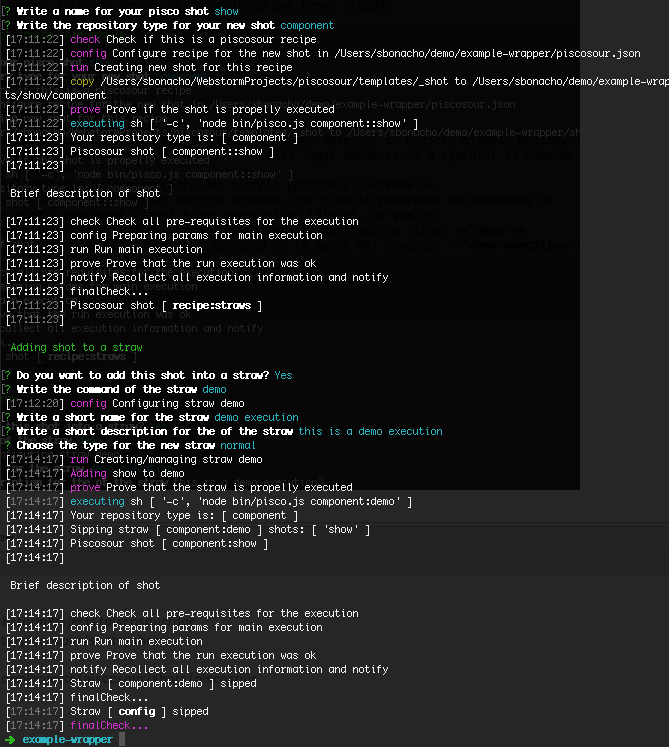 ? Write a name for your pisco shot show
? Write the repository type for your new shot component
[17:11:22] check Check if this is a piscosour recipe
[17:11:22] config Configure recipe for the new shot in /Users/sbonacho/demo/example-wrapper/piscosour.json
[17:11:22] run Creating new shot for this recipe
[17:11:22] copy /Users/sbonacho/WebstormProjects/piscosour/templates/_shot to /Users/sbonacho/demo/example-wrap
ts/show/component
[17:11:22] prove Prove if the shot is propelly executed
[17:11:22] executing sh [ '-c', 'node bin/pisco.js component::show' ]
[17:11:23] Your repository type is: [ component ]
[17:11:23] Piscosour shot [ component::show ]
[17:11:23]
Brief description of shot
[17:11:23] check Check all pre-requisites for the execution
[17:11:23] config Preparing params for main execution
[17:11:23] run Run main execution
[17:11:23] prove Prove that the run execution was ok
[17:11:23] notify Recollect all execution information and notify
[17:11:23] finalCheck...
[17:11:23] Piscosour shot [ recipe:straws ]
[17:11:23]
Adding shot to a straw
? Do you want to add this shot into a straw? Yes
? Write the command of the straw demo
[17:12:20] config Configuring straw demo
? Write a short name for the straw demo execution
? Write a short description for the of the straw this is a demo execution
? Choose the type for the new straw normal
[17:14:17] run Creating/managing straw demo
[17:14:17] Adding show to demo
[17:14:17] prove Prove that the straw is propelly executed
[17:14:17] executing sh [ '-c', 'node bin/pisco.js component:demo' ]
[17:14:17] Your repository type is: [ component ]
[17:14:17] Sipping straw [ component:demo ] shots: [ 'show' ]
[17:14:17] Piscosour shot [ component:show ]
[17:14:17]
Brief description of shot
[17:14:17] check Check all pre-requisites for the execution
[17:14:17] config Preparing params for main execution
[17:14:17] run Run main execution
[17:14:17] prove Prove that the run execution was ok
[17:14:17] notify Recollect all execution information and notify
[17:14:17] Straw [ component:demo ] sipped
[17:14:17] finalCheck...
[17:14:17] Straw [ config ] sipped
[17:14:17] finalCheck...
➜ example-wrapper